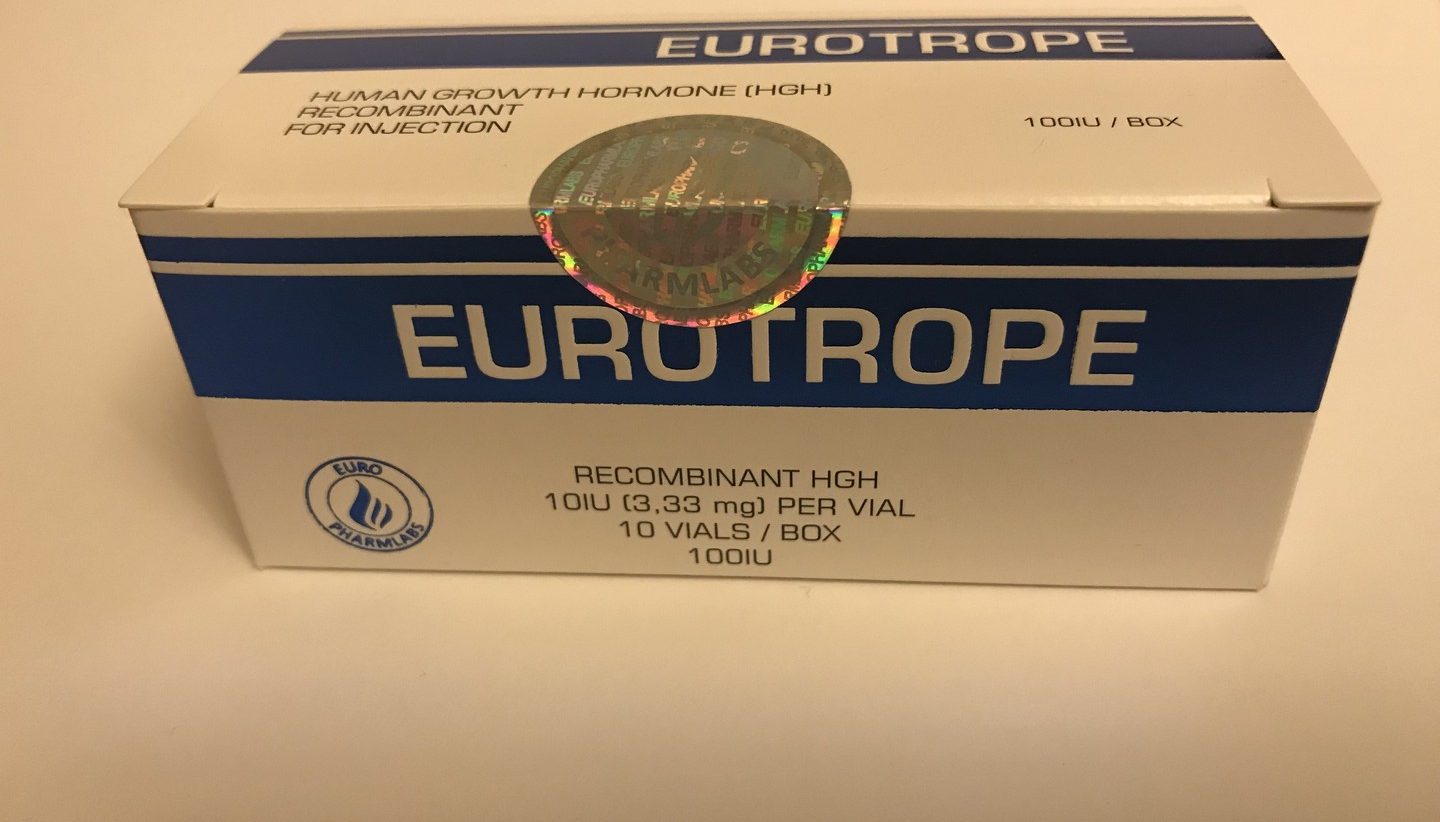 EUROTROPE
HUMAN GROWTH HORMONE (HGH)
RECOMBINANT
FOR INJECTION
100IU / BOX
ARMLABS
EUROTROPE
EURO
PHARMLABS
RECOMBINANT HGH
10IU (3,33 mg) PER VIAL
10 VIALS / BOX
100IU